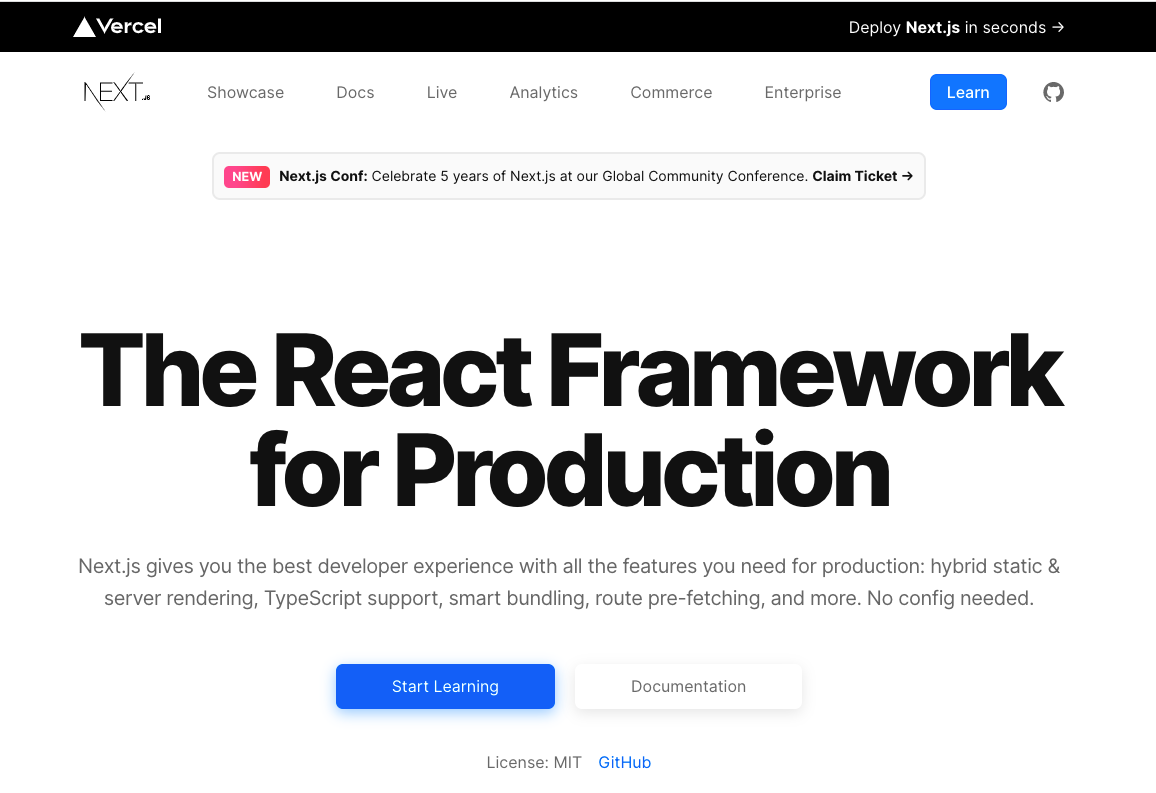 Vercel
Deploy Next.js in seconds →
NEXT.JS
Showcase Docs Live Analytics Commerce Enterprise Learn
NEW Next.js Conf: Celebrate 5 years of Next.js at our Global Community Conference. Claim Ticket →
The React Framework
for Production
Next.js gives you the best developer experience with all the features you need for production: hybrid static &
server rendering, TypeScript support, smart bundling, route pre-fetching, and more. No config needed.
Start Learning
Documentation
License: MIT GitHub